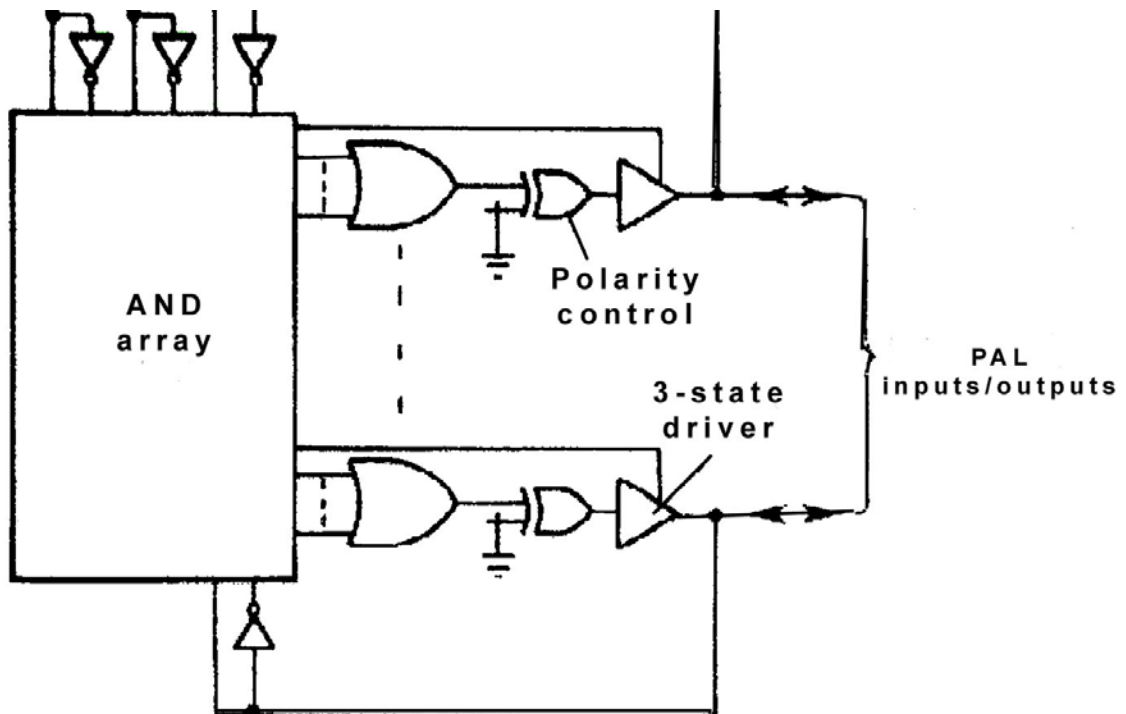 AND
array
Polarity
control
PAL
inputs/outputs
3-state
driver